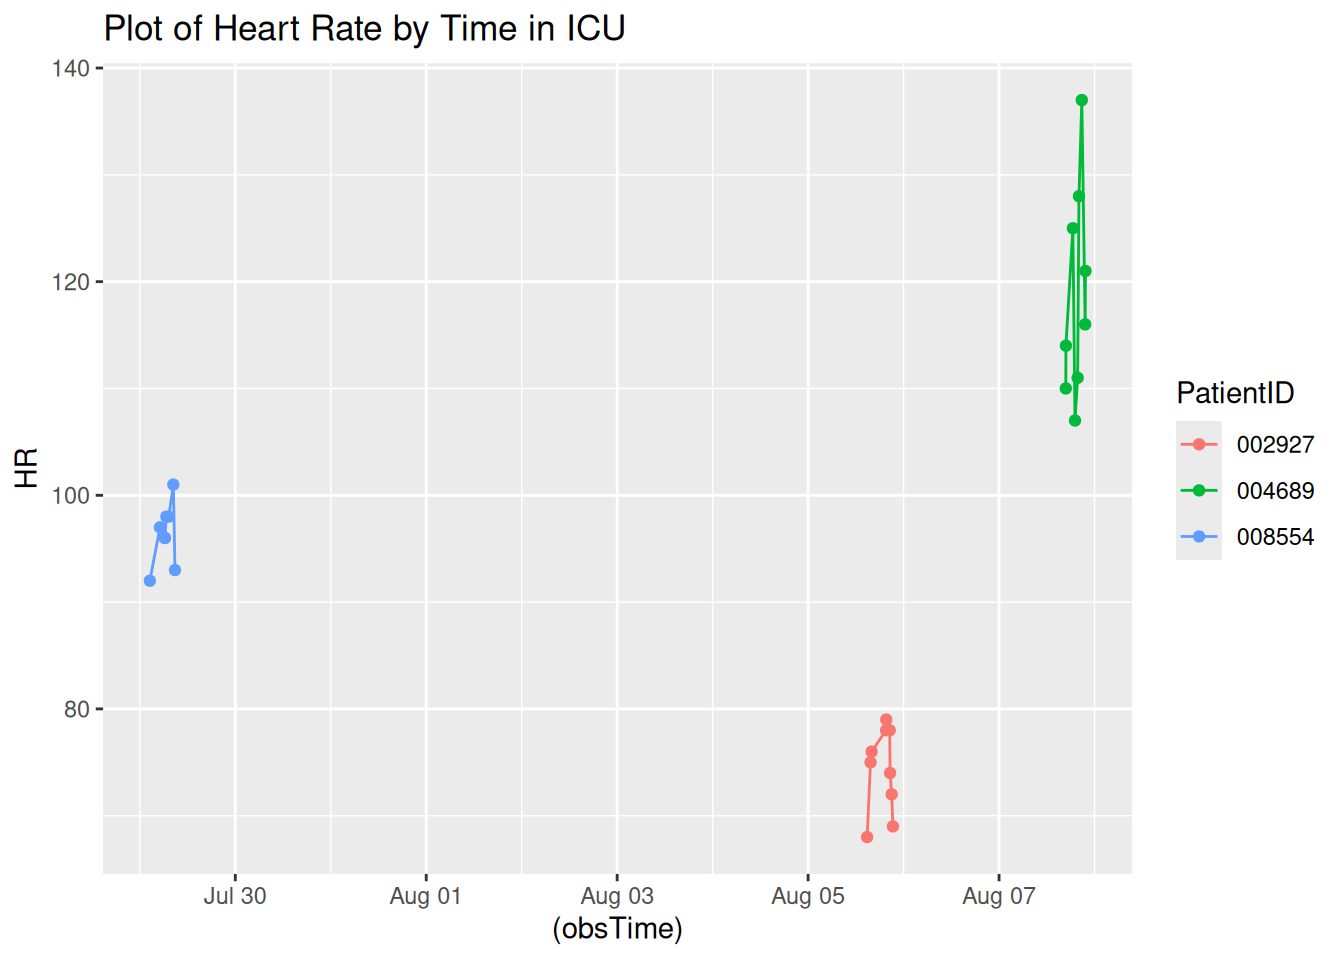 Plot of Heart Rate by Time in ICU
140
120
100
80
HR
Jul 30
Aug 01
Aug 03
Aug 05
Aug 07
(obsTime)
PatientID
002927
004689
008554